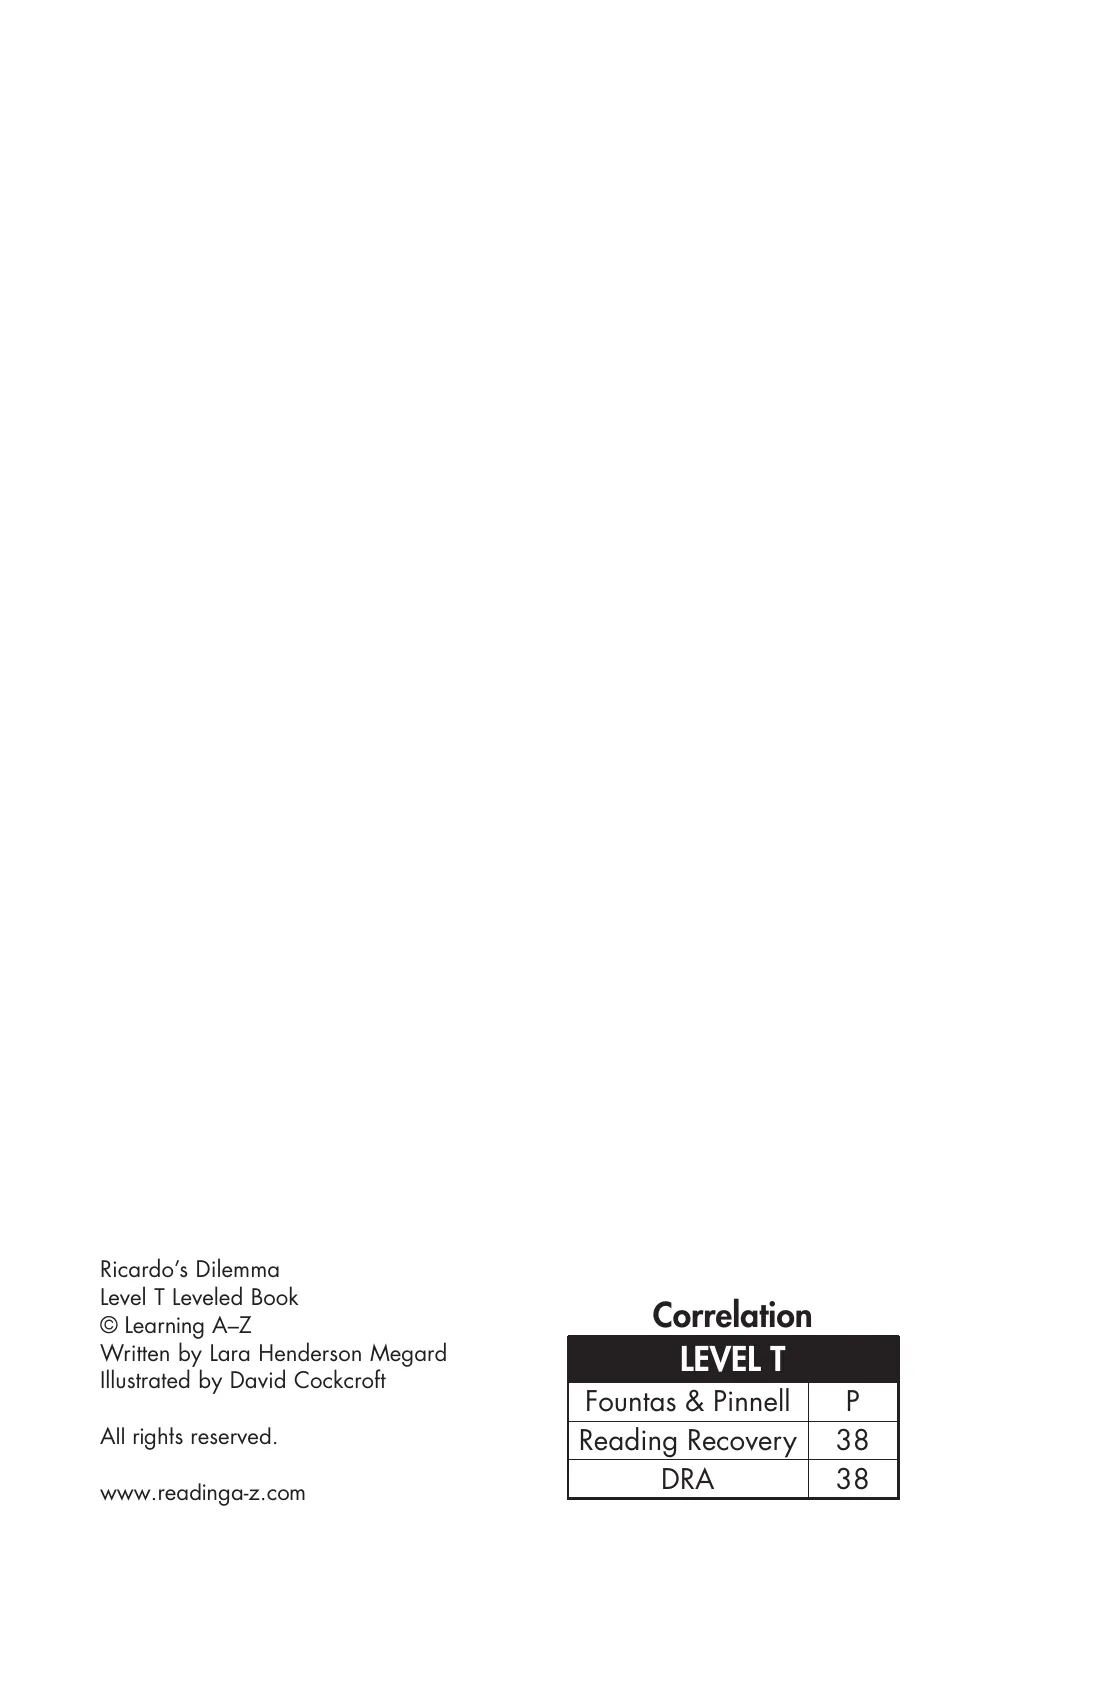 Ricardo’s Dilemma
Level T Leveled Book
© Learning A–Z
Written by Lara Henderson Megard
Illustrated by David Cockcroft
All rights reserved.
www.readinga-z.com
Correlation
LEVEL T
Fountas & Pinnell P
Reading Recovery 38
DRA 38